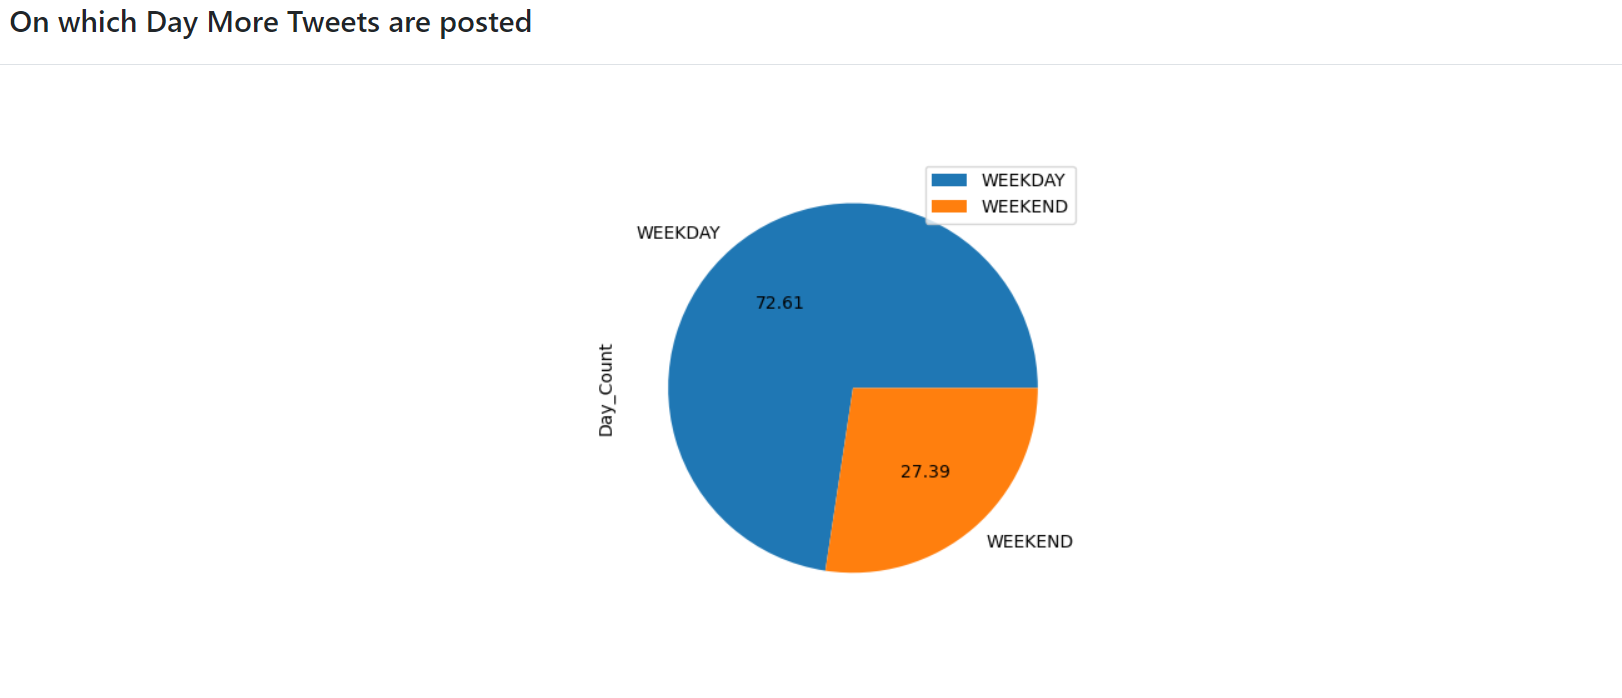 On which Day More Tweets are posted
WEEKDAY
WEEKEND
WEEKDAY
72.61
Day_Count
27.39
WEEKEND